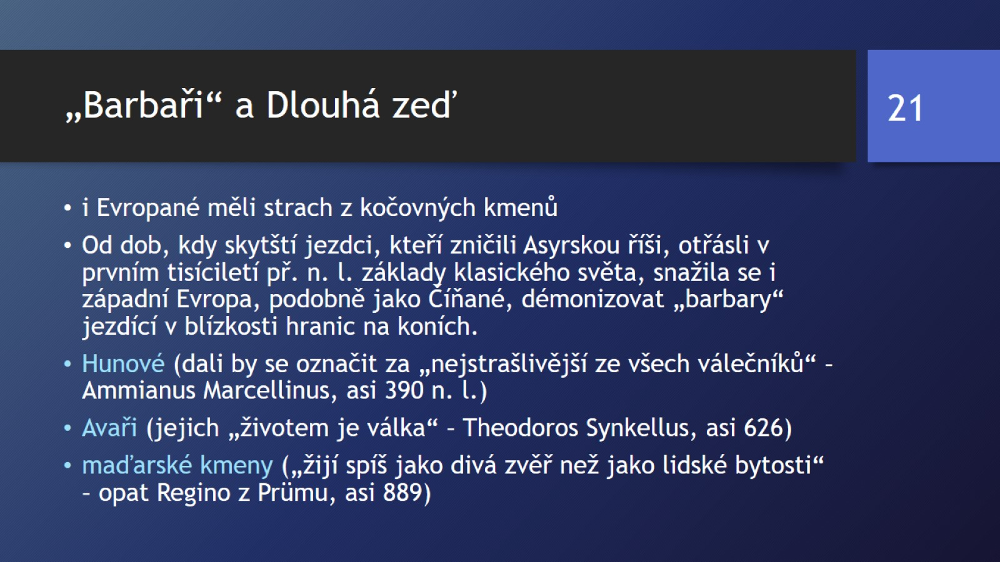 „Barbaři“ a Dlouhá zeď
21
• i Evropané měli strach z kočovných kmenů
• Od dob, kdy skytští jezdci, kteří zničili Asyrskou říši, otřásli v
prvním tisíciletí př. n. l. základy klasického světa, snažila se i
západní Evropa, podobně jako Číňané, démonizovat „barbary“
jezdící v blízkosti hranic na koních.
• Hunové (dali by se označit za „nejstrašlivější ze všech válečníků“ –
Ammianus Marcellinus, asi 390 n. l.)
• Avaři (jejich „životem je válka“ – Theodoros Synkellus, asi 626)
• maďarské kmeny („žijí spíš jako divá zvěř než jako lidské bytosti“
– opat Regino z Prümu, asi 889)